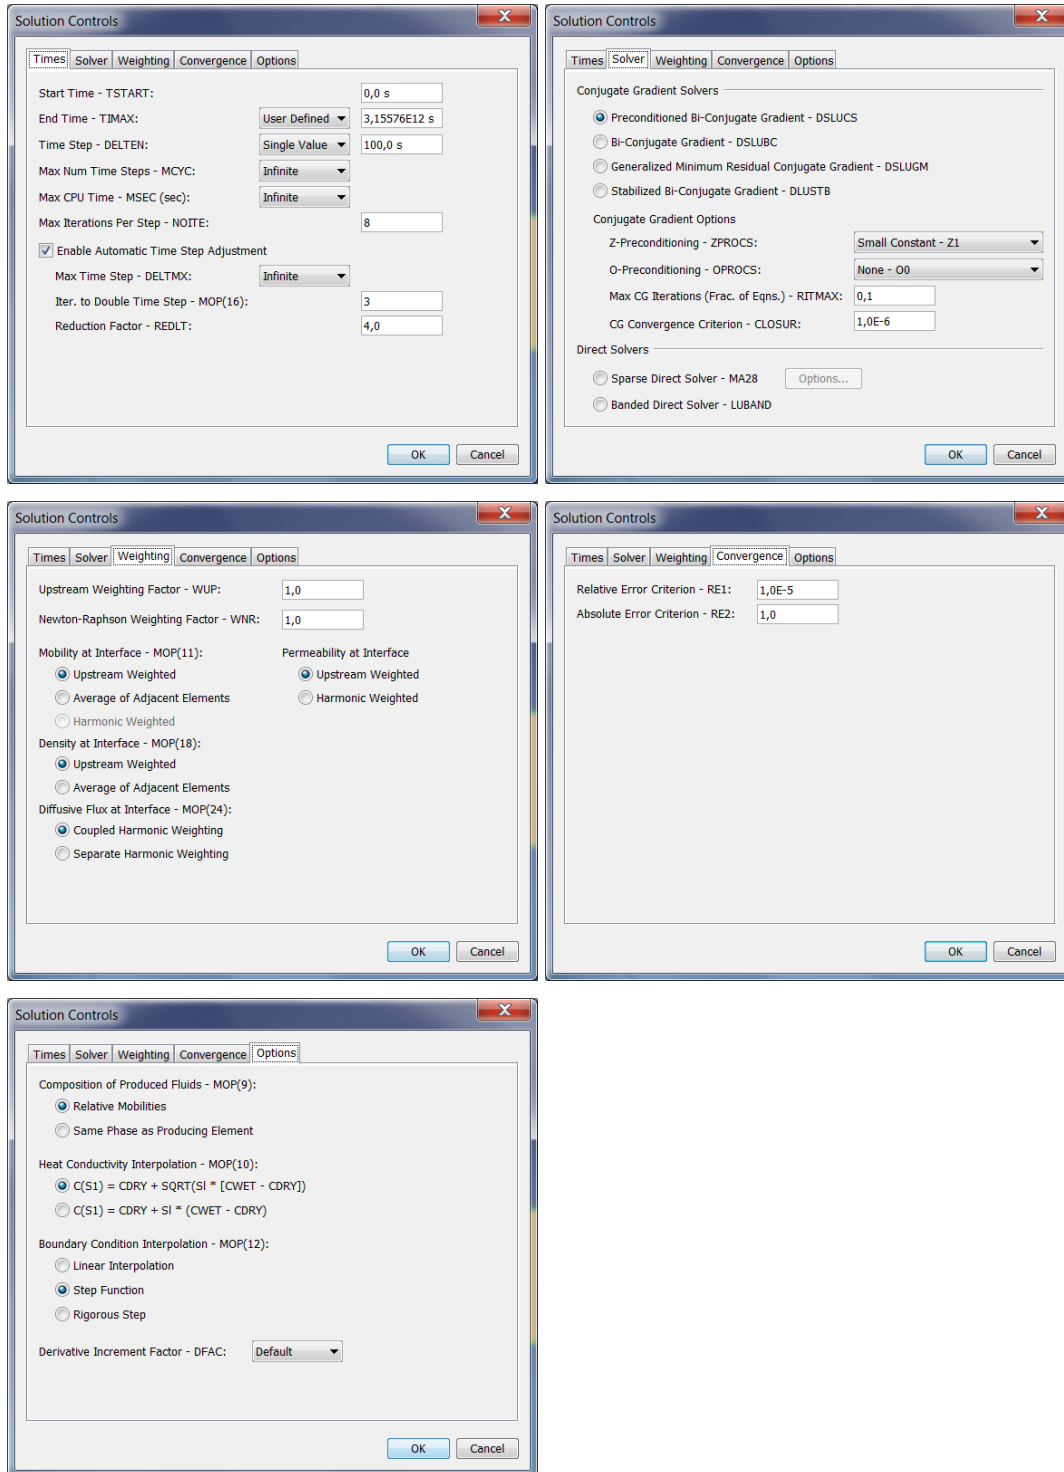 Solution Controls
Times Solver Weighting Convergence Options
Start Time - TSTART: 0,0 s
End Time - TIMAX: User Defined 3,15576E12 s
Time Step - DELTEN: Single Value 100,0 s
Max Num Time Steps - MCYC: Infinite
Max CPU Time - MSEC (sec): Infinite
Max Iterations Per Step - NOITE: 8
Enable Automatic Time Step Adjustment
Max Time Step - DELTMX: Infinite
Iter. to Double Time Step - MOP(16): 3
Reduction Factor - REDLT: 4,0
OK Cancel
Solution Controls
Times Solver Weighting Convergence Options
Conjugate Gradient Solvers
Preconditioned Bi-Conjugate Gradient - DSLUCS
Bi-Conjugate Gradient - DSLUBC
Generalized Minimum Residual Conjugate Gradient - DSLUGM
Stabilized Bi-Conjugate Gradient - DLUSTB
Conjugate Gradient Options
Z-Preconditioning - ZPROCS: Small Constant - Z1
O-Preconditioning - OPROCS: None - O0
Max CG Iterations (Frac. of Eqns.) - RITMAX: 0,1
CG Convergence Criterion - CLOSUR: 1,0E-6
Direct Solvers
Sparse Direct Solver - MA28 Options...
Banded Direct Solver - LUBAND
OK Cancel
Solution Controls
Times Solver Weighting Convergence Options
Upstream Weighting Factor - WUP: 1,0
Newton-Raphson Weighting Factor - WNR: 1,0
Mobility at Interface - MOP(11): Permeability at Interface
Upstream Weighted Upstream Weighted
Average of Adjacent Elements Harmonic Weighted
Harmonic Weighted
Density at Interface - MOP(18):
Upstream Weighted
Average of Adjacent Elements
Diffusive Flux at Interface - MOP(24):
Coupled Harmonic Weighting
Separate Harmonic Weighting
OK Cancel
Solution Controls
Times Solver Weighting Convergence Options
Relative Error Criterion - RE1: 1,0E-5
Absolute Error Criterion - RE2: 1,0
OK Cancel
Solution Controls
Times Solver Weighting Convergence Options
Composition of Produced Fluids - MOP(9):
Relative Mobilities
Same Phase as Producing Element
Heat Conductivity Interpolation - MOP(10):
C(S1) = CDRY + SQRT(Sl * [CWET - CDRY])
C(S1) = CDRY + Sl * (CWET - CDRY)
Boundary Condition Interpolation - MOP(12):
Linear Interpolation
Step Function
Rigorous Step
Derivative Increment Factor - DFAC: Default
OK Cancel